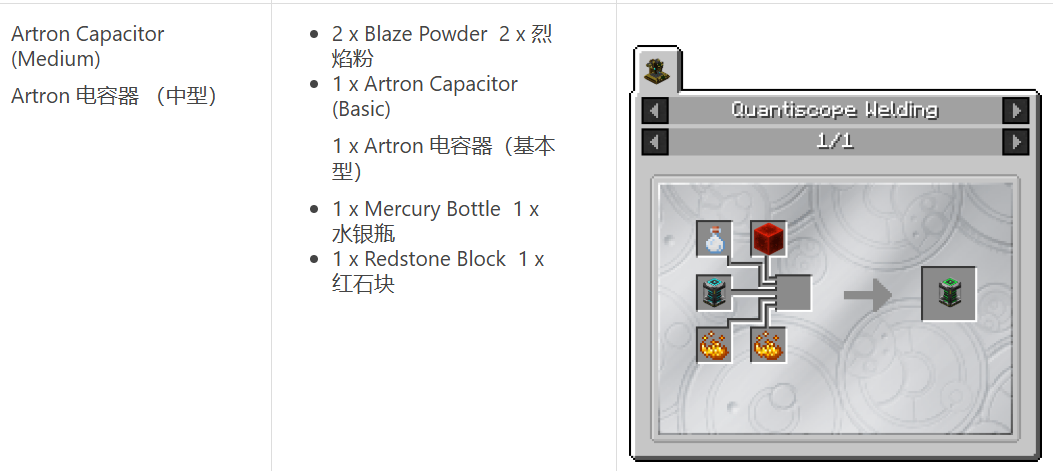 Artron Capacitor
(Medium)
Artron 电容器 （中型）
2 x Blaze Powder  2 x 烈
焰粉
1 x Artron Capacitor
(Basic)
1 x Artron 电容器（基本
型）
1 x Mercury Bottle  1 x
水银瓶
1 x Redstone Block  1 x
红石块
Quantiscope Welding
1/1